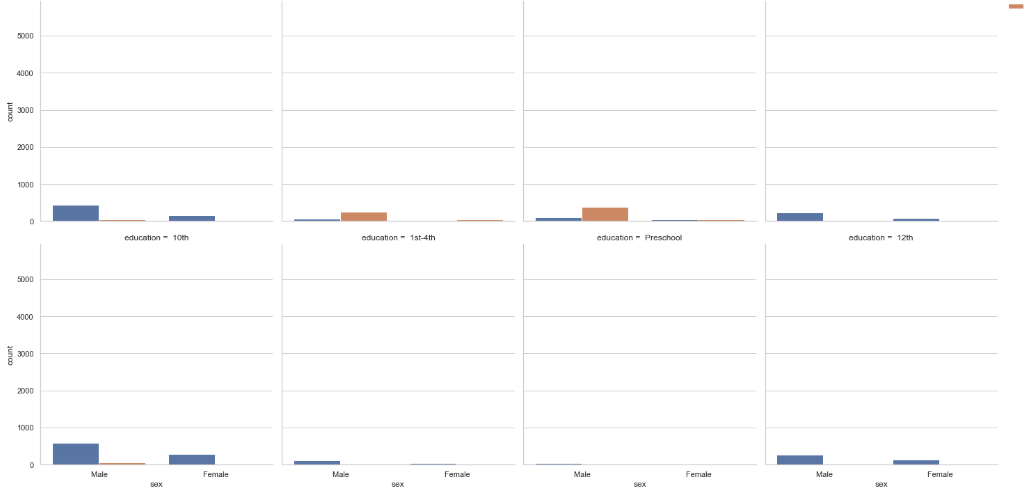 5000
4000
3000
2000
1000
0
count
education = 10th
education = 1st-4th
education = Preschool
education = 12th
5000
4000
3000
2000
1000
0
count
Male Female
Male Female
Male Female
Male Female
sex
sex
sex
sex